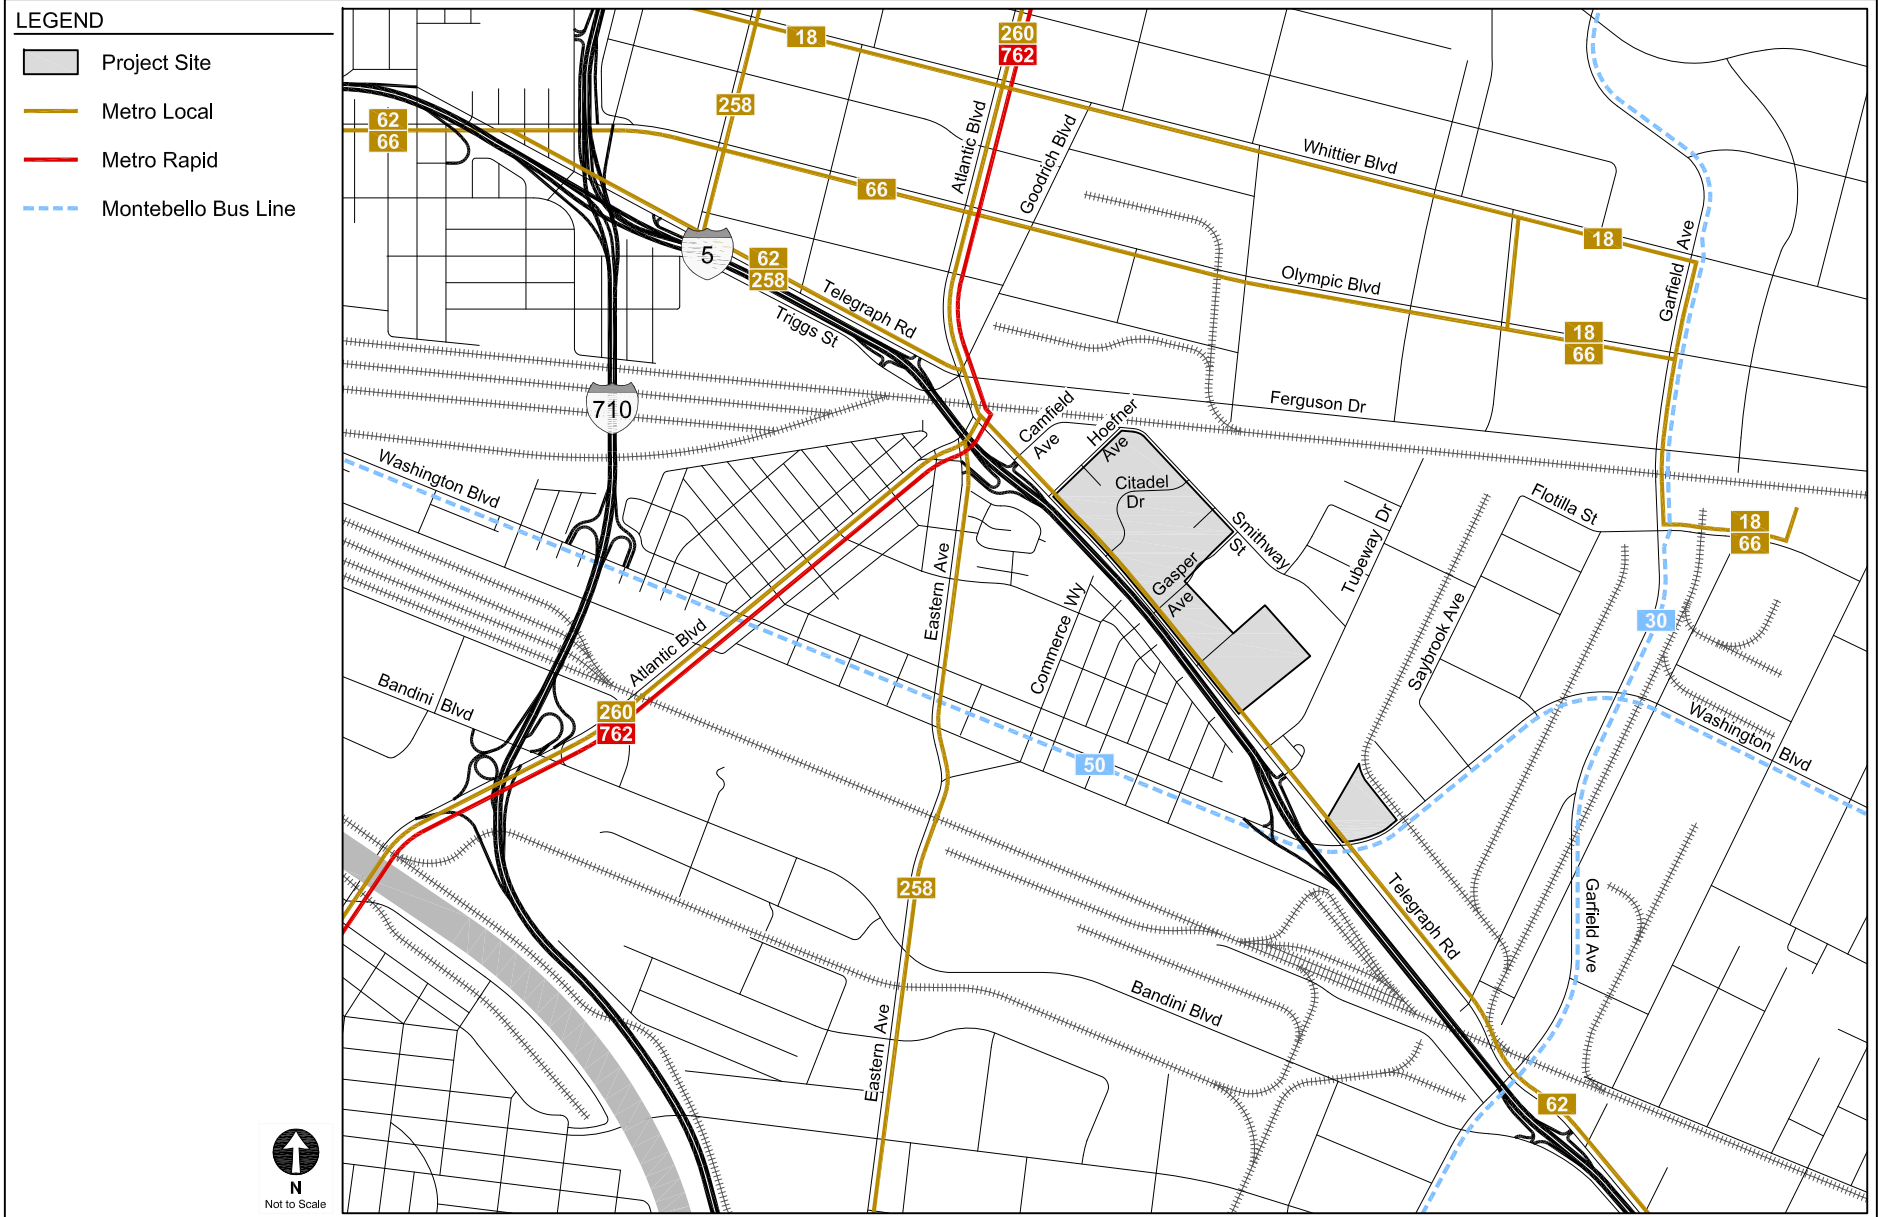 LEGEND
Project Site
Metro Local
Metro Rapid
Montebello Bus Line
18
260
762
258
62
66
66
Atlantic Blvd
Goodrich Blvd
Whittier Blvd
18
Garfield Ave
5
62
258
Telegraph Rd
Triggs St
Olympic Blvd
18
66
710
Ferguson Dr
Camfield
Ave
Hoefner
Ave
Citadel
Dr
Washington Blvd
Smithway
St
Tubeway Dr
Flotilla St
18
66
Gasper
Ave
Eastern Ave
Commerce Wy
Saybrook Ave
30
Atlantic Blvd
Bandini Blvd
260
762
50
Washington Blvd
258
Telegraph Rd
Garfield Ave
Bandini Blvd
Eastern Ave
62
N
Not to Scale